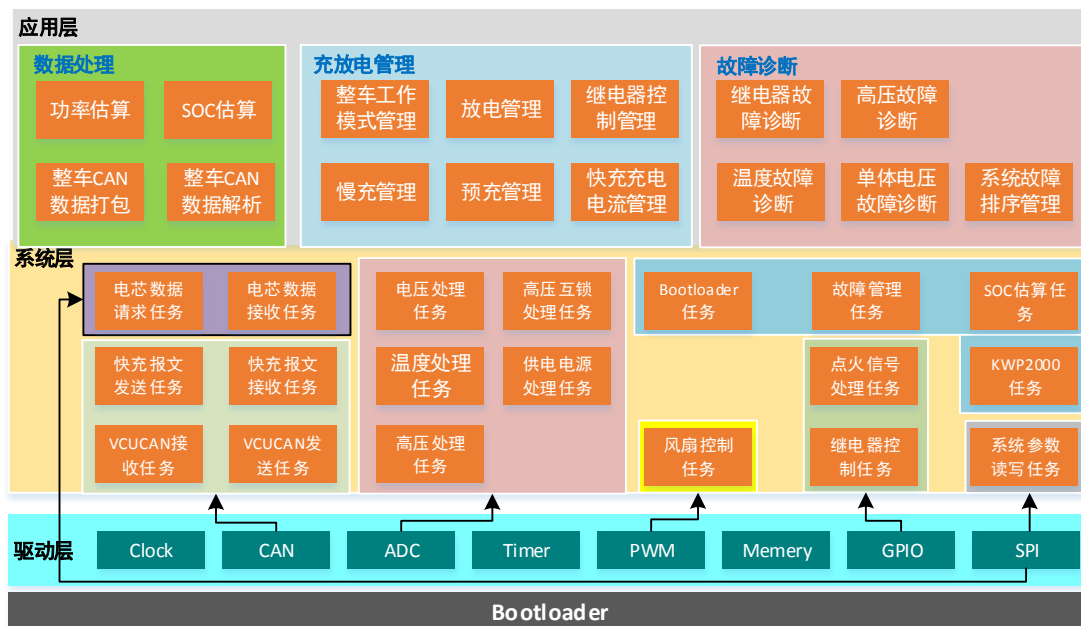 应用层
数据处理
功率估算
SOC估算
整车CAN
数据打包
整车CAN
数据解析
充放电管理
整车工作
模式管理
放电管理
继电器控
制管理
慢充管理
预充管理
快充充电
电流管理
故障诊断
继电器故
障诊断
高压故障
诊断
温度故障
诊断
单体电压
故障诊断
系统故障
排序管理
系统层
电芯数据
请求任务
电芯数据
接收任务
快充报文
发送任务
快充报文
接收任务
VCUCAN接
收任务
VCUCAN发
送任务
电压处理
任务
高压互锁
处理任务
温度处理
任务
供电电源
处理任务
高压处理
任务
Bootloader
任务
故障管理
任务
SOC估算任
务
点火信号
处理任务
KWP2000
任务
风扇控制
任务
继电器控
制任务
系统参数
读写任务
驱动层
Clock
CAN
ADC
Timer
PWM
Memery
GPIO
SPI
Bootloader